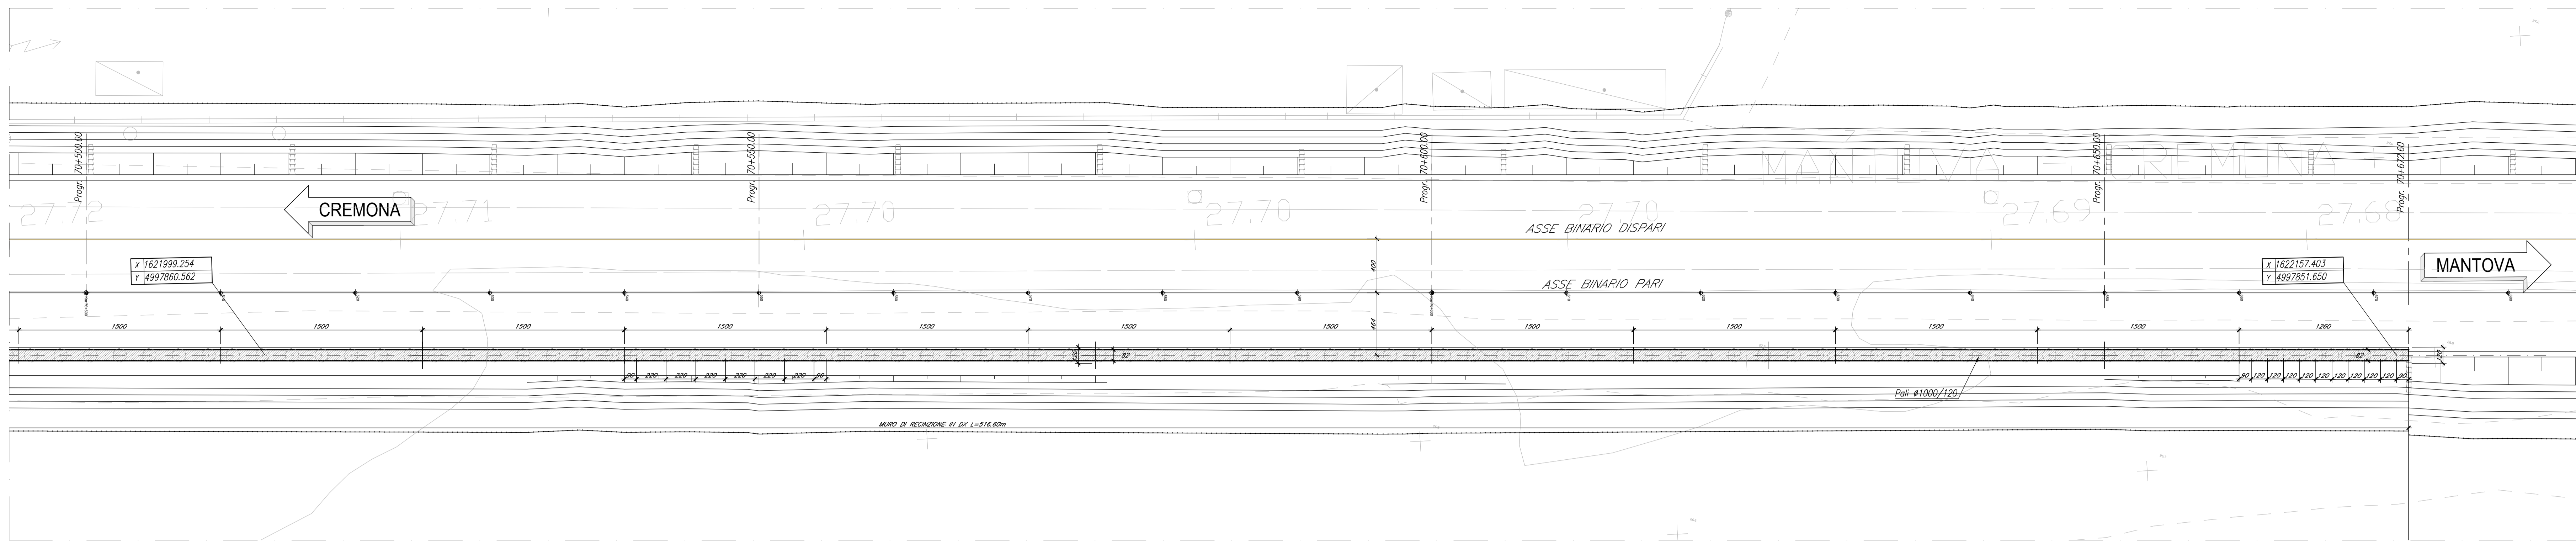 Progr. 70+500.00
Progr. 70+550.00
Progr. 70+600.00
Progr. 70+650.00
Progr. 70+672.60
MANTOVA - CREMONA
27,72
27,71
27,70
27,70
27,70
27,69
27,68
CREMONA
ASSE BINARIO DISPARI
MANTOVA
X 1621999.254
Y 4997860.562
400
ASSE BINARIO PARI
X 1622157.403
Y 4997851.650
464
1500
1500
1500
1500
1500
1500
1500
1500
1500
1500
1500
1260
120
82
82
120
90 220 220 220 220 220 220 90
90 120 120 120 120 120 120 120 120 120 90
Pali ø1000/120
MURO DI RECINZIONE IN DX L=516.60m